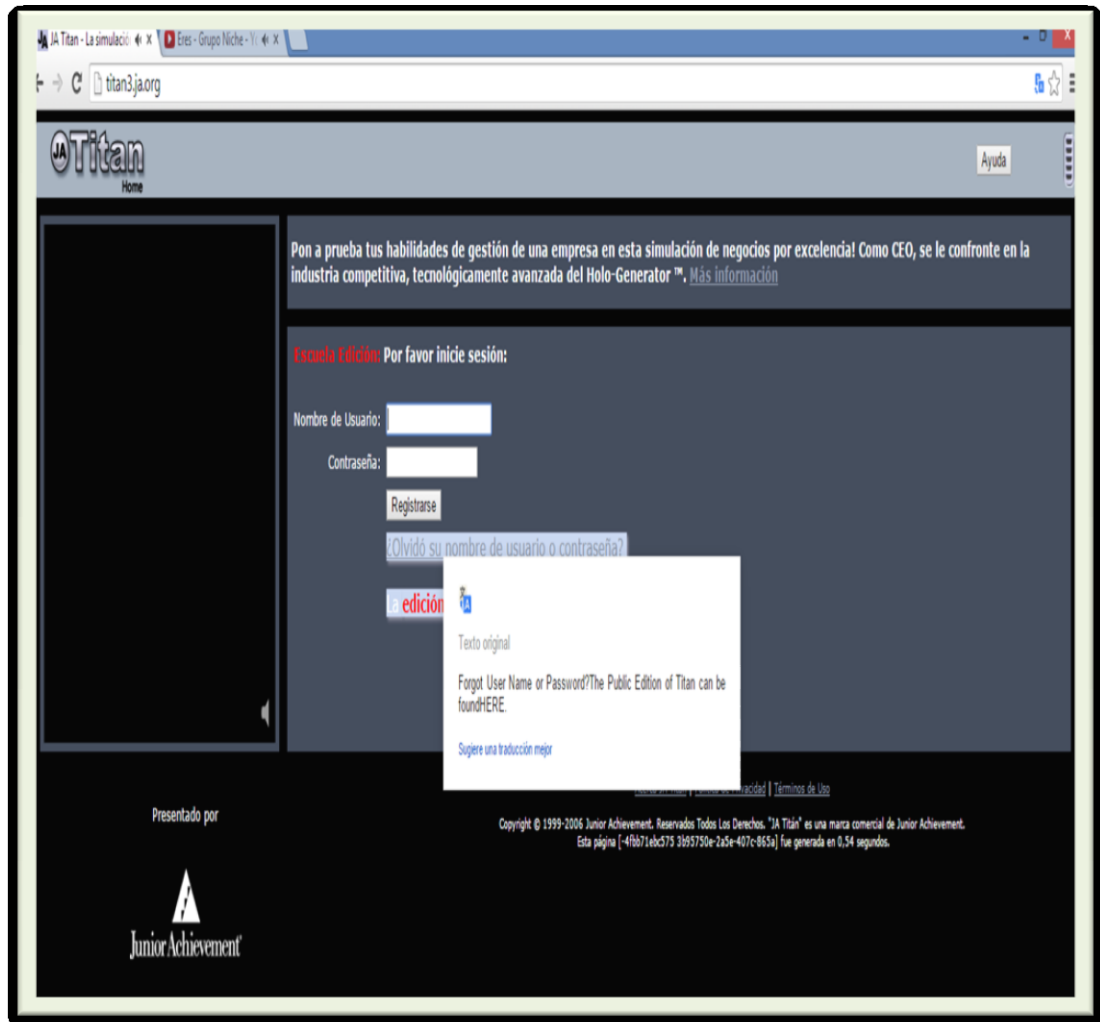 JA Titan - La simulació
Eres - Grupo Niche - Yo
titan3.ja.org
JA Titan
Home
Ayuda
Pon a prueba tus habilidades de gestión de una empresa en esta simulación de negocios por excelencia! Como CEO, se le confronte en la
industria competitiva, tecnológicamente avanzada del Holo-Generator ™. Más información
Escuela Edición: Por favor inicie sesión:
Nombre de Usuario:
Contraseña:
Registrarse
¿Olvidó su nombre de usuario o contraseña?
La edición
Texto original
Forgot User Name or Password?The Public Edition of Titan can be
foundHERE.
Sugiere una traducción mejor
| Términos de Uso
Presentado por
Copyright © 1999-2006 Junior Achievement. Reservados Todos Los Derechos. "JA Titán" es una marca comercial de Junior Achievement.
Esta página [-4fbb71ebc575 3b95750e-2a5e-407c-865a] fue generada en 0,54 segundos.
Junior Achievement®